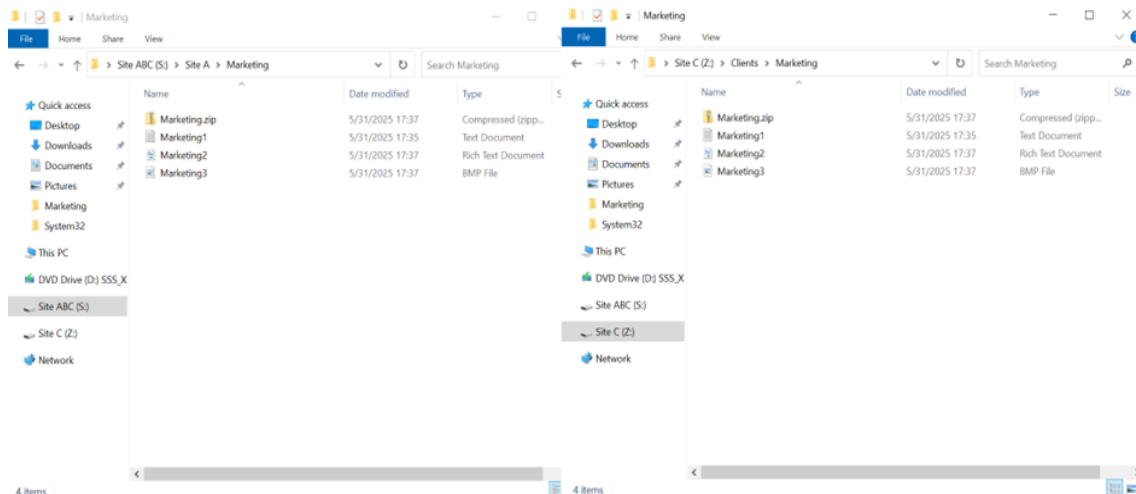 Marketing
File Home Share View
Site ABC (S:) > Site A > Marketing
Search Marketing
Name Date modified Type S
Quick access
Desktop
Downloads
Documents
Pictures
Marketing
System32
This PC
DVD Drive (D:) SSS_X
Site ABC (S:)
Site C (Z:)
Network
Marketing.zip 5/31/2025 17:37 Compressed (zipp...
Marketing1 5/31/2025 17:35 Text Document
Marketing2 5/31/2025 17:37 Rich Text Document
Marketing3 5/31/2025 17:37 BMP File
4 items
Marketing
File Home Share View
Site C (Z:) > Clients > Marketing
Search Marketing
Name Date modified Type Size
Quick access
Desktop
Downloads
Documents
Pictures
Marketing
System32
This PC
DVD Drive (D:) SSS_X
Site ABC (S:)
Site C (Z:)
Network
Marketing.zip 5/31/2025 17:37 Compressed (zipp...
Marketing1 5/31/2025 17:35 Text Document
Marketing2 5/31/2025 17:37 Rich Text Document
Marketing3 5/31/2025 17:37 BMP File
4 items